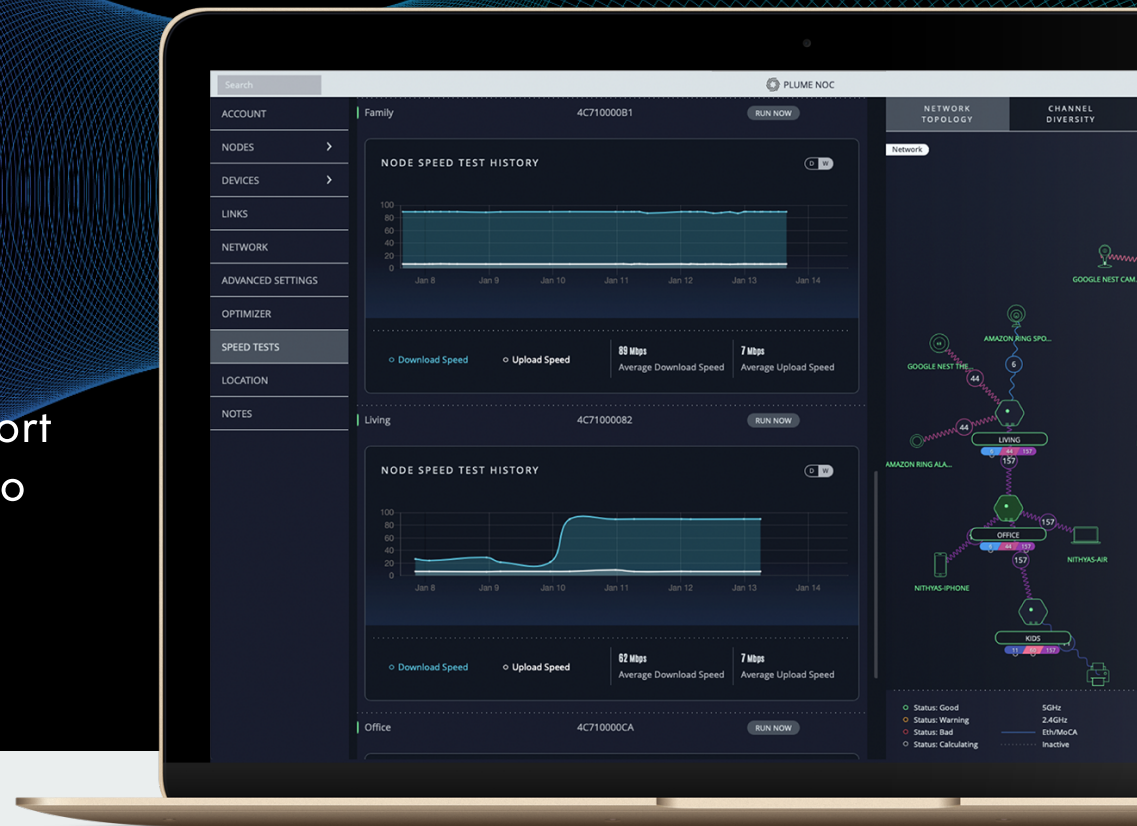 ort
o
Search
PLUME NOC
ACCOUNT
NODES
DEVICES
LINKS
NETWORK
ADVANCED SETTINGS
OPTIMIZER
SPEED TESTS
LOCATION
NOTES
Family
4C710000B1
RUN NOW
NODE SPEED TEST HISTORY
D W
100
80
60
40
20
0
Jan 8 Jan 9 Jan 10 Jan 11 Jan 12 Jan 13 Jan 14
Download Speed
Upload Speed
89 Mbps
Average Download Speed
7 Mbps
Average Upload Speed
Living
4C71000082
RUN NOW
NODE SPEED TEST HISTORY
D W
100
80
60
40
20
0
Jan 8 Jan 9 Jan 10 Jan 11 Jan 12 Jan 13 Jan 14
Download Speed
Upload Speed
62 Mbps
Average Download Speed
7 Mbps
Average Upload Speed
Office
4C710000CA
RUN NOW
NETWORK
TOPOLOGY
CHANNEL
DIVERSITY
Network
GOOGLE NEST CAM
AMAZON RING SPO...
GOOGLE NEST THE...
6
44
44
LIVING
44 157
157
AMAZON RING ALA...
157
OFFICE
44 157
157
NITHYAS-AIR
NITHYAS-IPHONE
KIDS
11 157
Status: Good
Status: Warning
Status: Bad
Status: Calculating
5GHz
2.4GHz
Eth/MoCA
Inactive